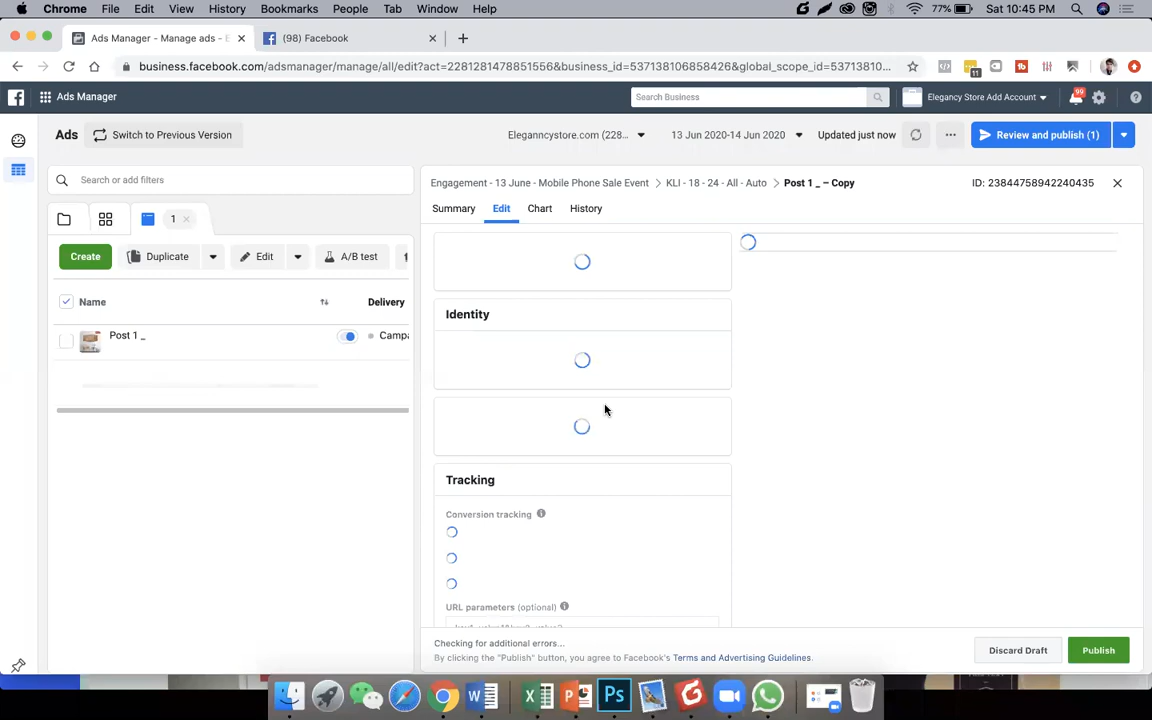 Chrome File Edit View History Bookmarks People Tab Window Help 77% Sat 10:45 PM
Ads Manager - Manage ads - E (98) Facebook
business.facebook.com/adsmanager/manage/all/edit?act=2281281478851556&business_id=537138106858426&global_scope_id=53713810...
11
Ads Manager Search Business Elegancy Store Add Account 99
Ads Switch to Previous Version Eleganncystore.com (228... 13 Jun 2020-14 Jun 2020 Updated just now Review and publish (1)
Search or add filters
Engagement - 13 June - Mobile Phone Sale Event > KLI - 18 - 24 - All - Auto > Post 1 _ – Copy ID: 23844758942240435
1
Summary Edit Chart History
Create Duplicate Edit A/B test
Name Delivery
Post 1 _ Campa
Identity
Tracking
Conversion tracking
URL parameters (optional)
Checking for additional errors...
By clicking the "Publish" button, you agree to Facebook's Terms and Advertising Guidelines.
Discard Draft Publish